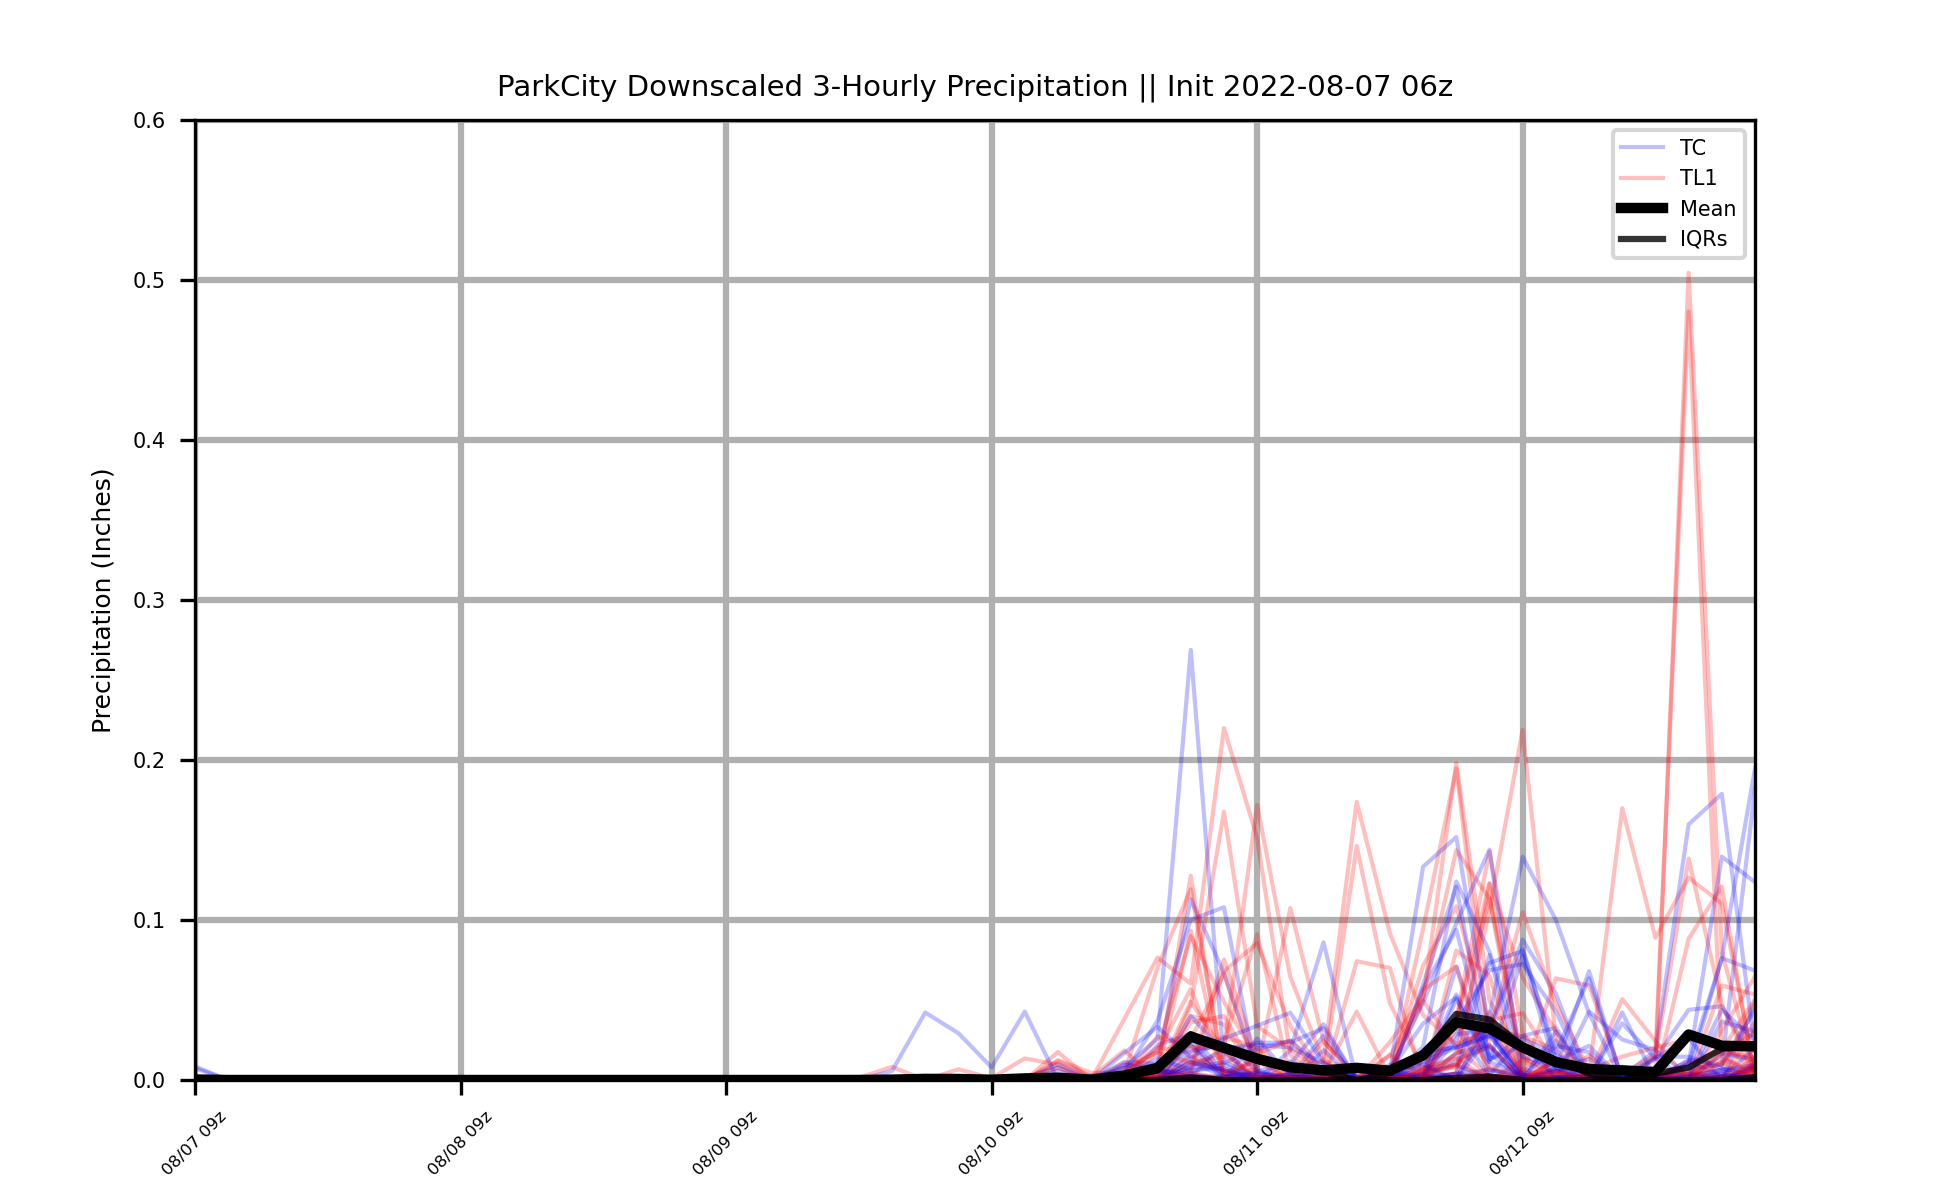 ParkCity Downscaled 3-Hourly Precipitation || Init 2022-08-07 06z
0.6
0.5
0.4
0.3
0.2
0.1
0.0
Precipitation (Inches)
TC
TL1
Mean
IQRs
08/07 09z
08/08 09z
08/09 09z
08/10 09z
08/11 09z
08/12 09z